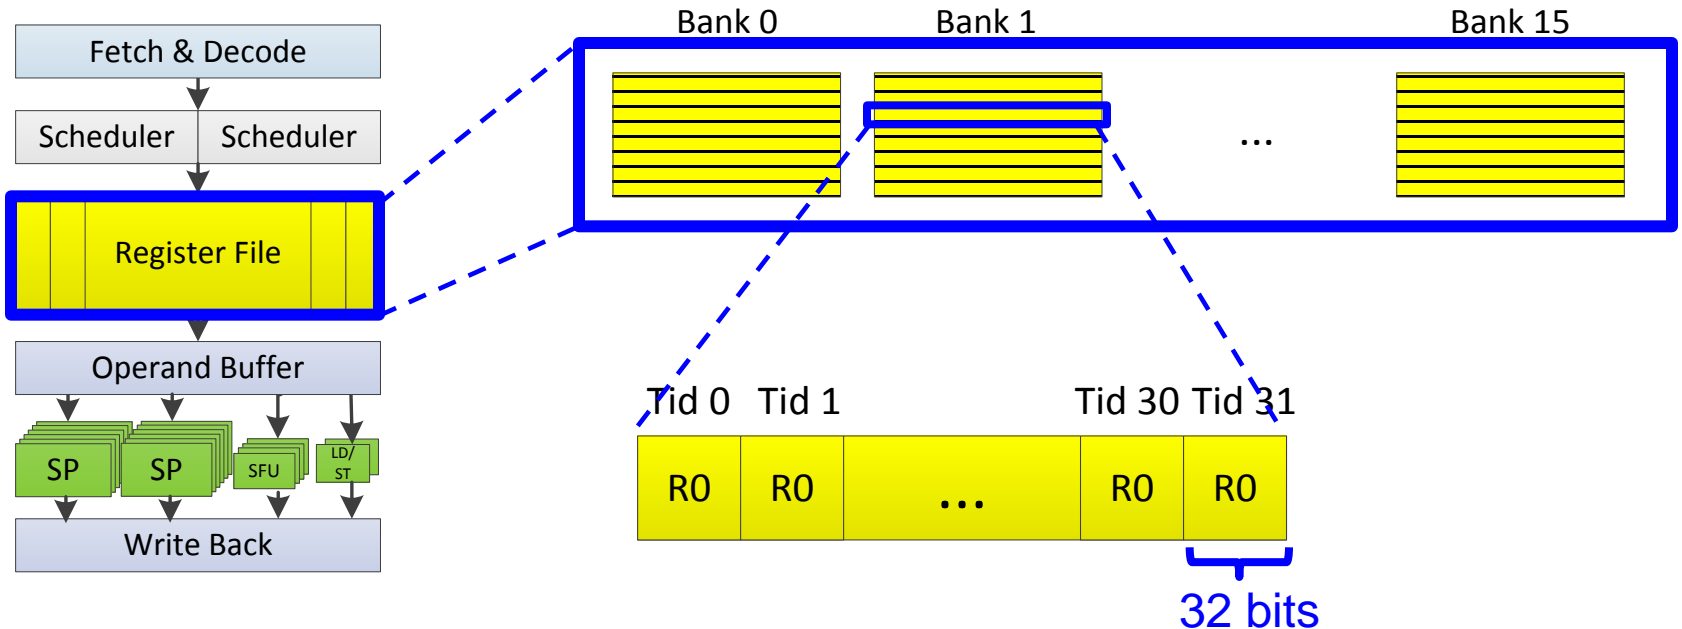 Fetch & Decode
Scheduler Scheduler
Register File
Operand Buffer
SP SP SFU LD/
ST
Write Back
Bank 0 Bank 1 Bank 15
...
Tid 0 Tid 1 Tid 30 Tid 31
R0 R0 ... R0 R0
32 bits